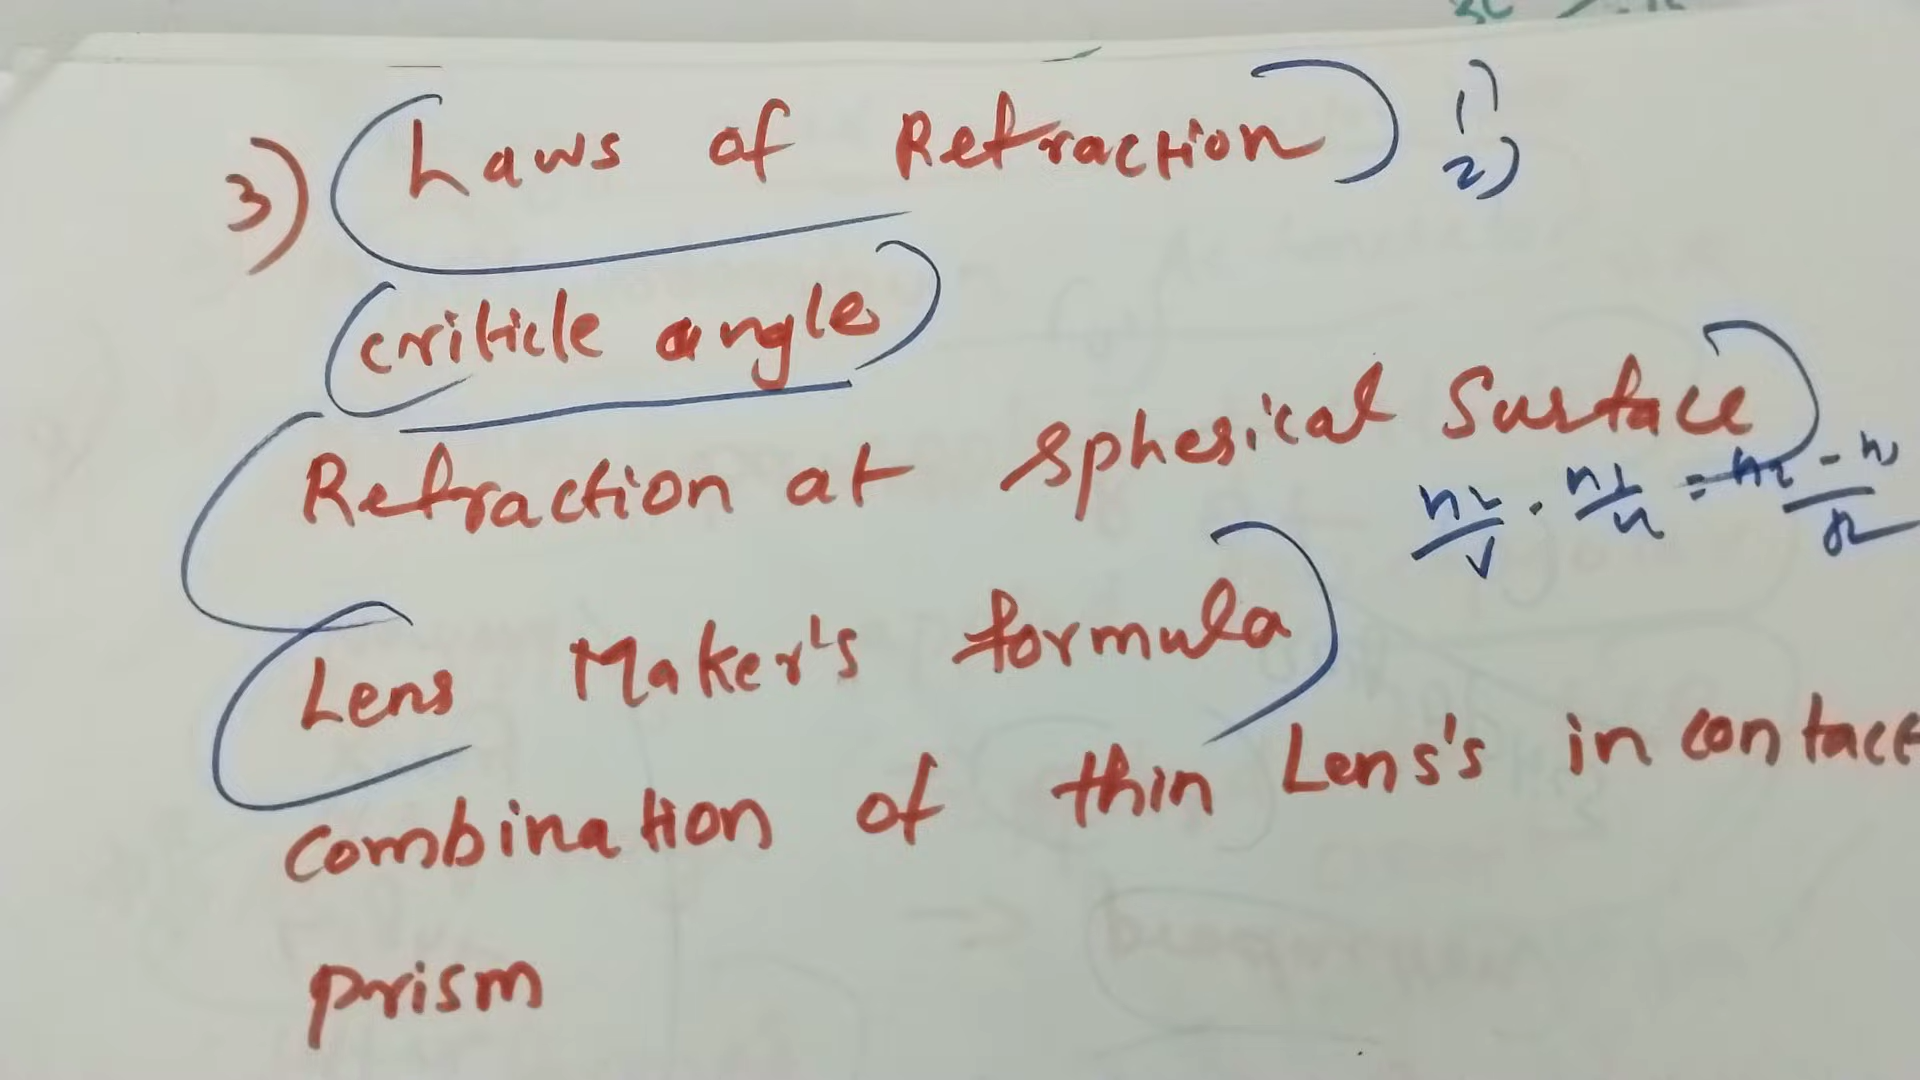 3) Laws of Refraction 1)
2)
criticle angle
Refraction at spherical Surface
n2/v - n1/u = n2 - n1/R
Lens Maker's formula
combination of thin Lens's in contact
prism